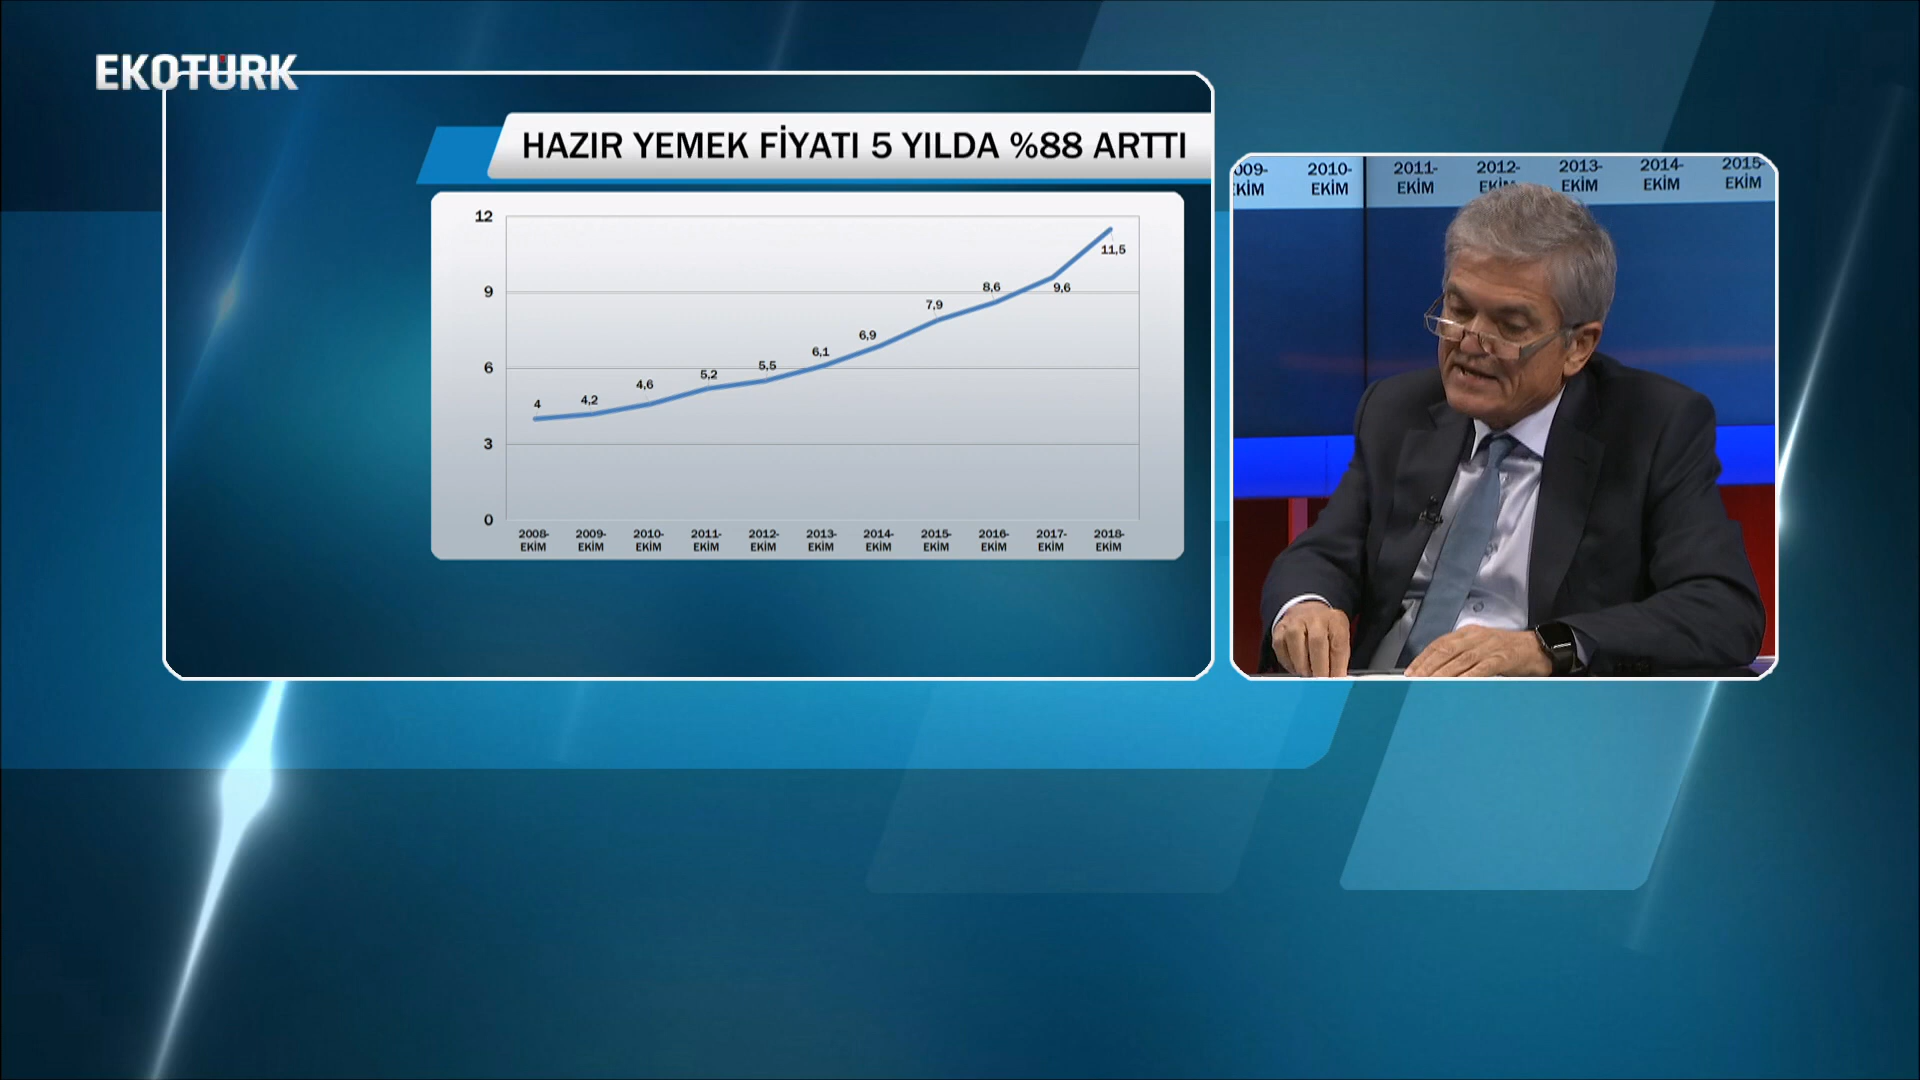 EKOTÜRK
HAZIR YEMEK FİYATI 5 YILDA %88 ARTTI
12
9
6
3
0
4
4,2
4,6
5,2
5,5
6,1
6,9
7,9
8,6
9,6
11,5
2008-
EKİM
2009-
EKİM
2010-
EKİM
2011-
EKİM
2012-
EKİM
2013-
EKİM
2014-
EKİM
2015-
EKİM
2016-
EKİM
2017-
EKİM
2018-
EKİM
009-
EKİM
2010-
EKİM
2011-
EKİM
2012-
EKİM
2013-
EKİM
2014-
EKİM
2015-
EKİM